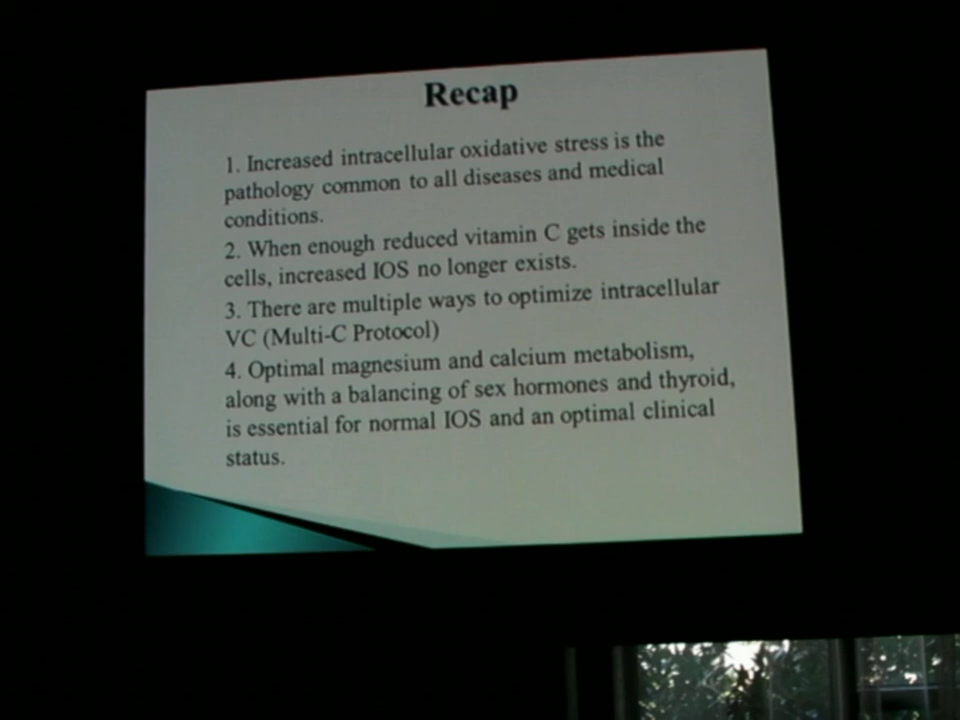 Recap
1. Increased intracellular oxidative stress is the
pathology common to all diseases and medical
conditions.
2. When enough reduced vitamin C gets inside the
cells, increased IOS no longer exists.
3. There are multiple ways to optimize intracellular
VC (Multi-C Protocol)
4. Optimal magnesium and calcium metabolism,
along with a balancing of sex hormones and thyroid,
is essential for normal IOS and an optimal clinical
status.